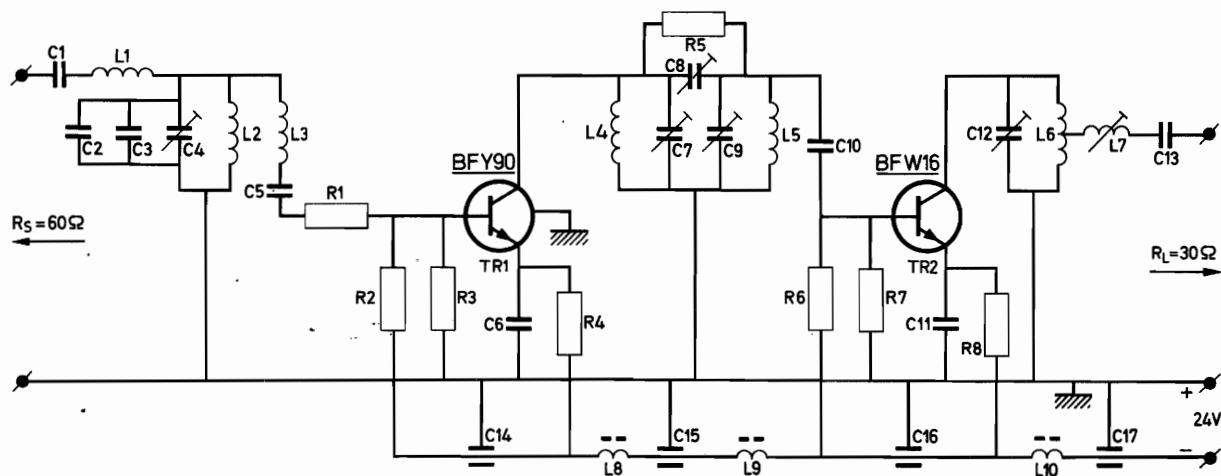 R5
C1
L1
C8
C2
C3
C4
L2
L3
L4
C7
C9
L5
C10
C12
L6
L7
C13
BFY90
BFW16
C5
R1
RS=60Ω
RL=30Ω
TR1
TR2
R2
R3
C6
R4
R6
R7
C11
R8
+
24V
C14
C15
C16
C17
−
L8
L9
L10